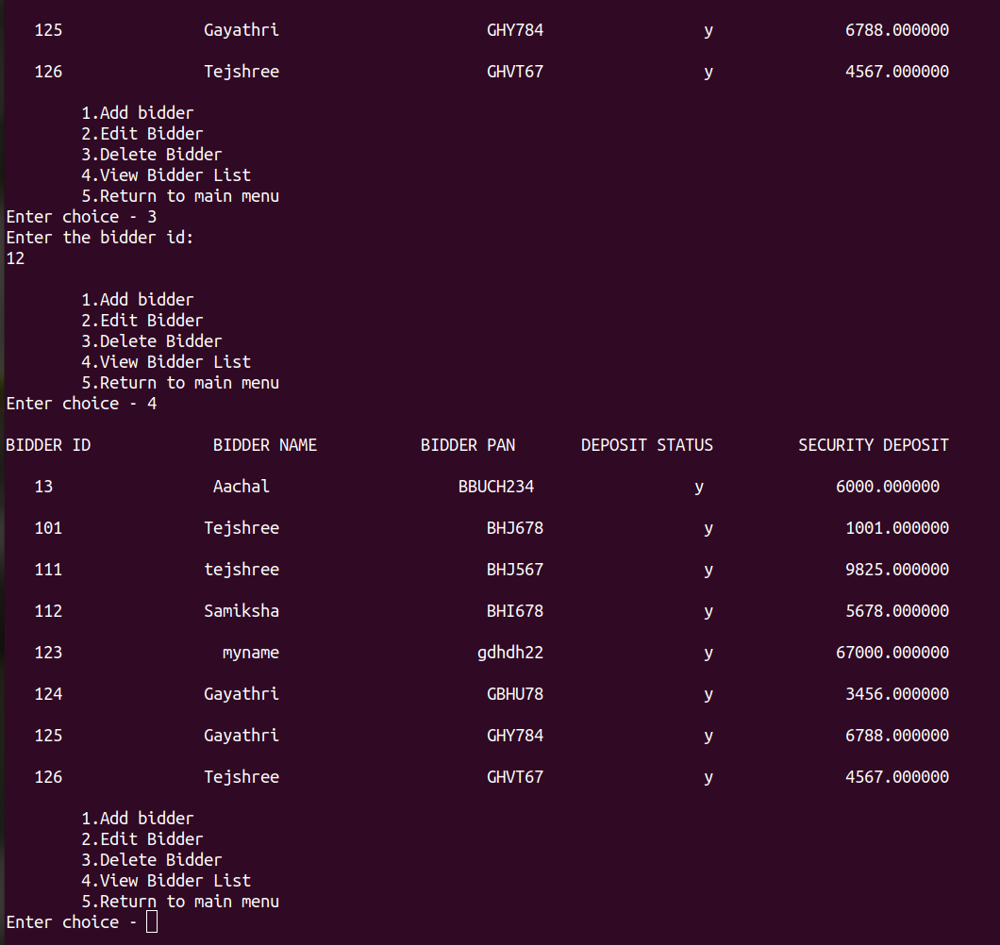 125 Gayathri GHY784 y 6788.000000
126 Tejshree GHVT67 y 4567.000000
1.Add bidder
2.Edit Bidder
3.Delete Bidder
4.View Bidder List
5.Return to main menu
Enter choice - 3
Enter the bidder id:
12
1.Add bidder
2.Edit Bidder
3.Delete Bidder
4.View Bidder List
5.Return to main menu
Enter choice - 4
BIDDER ID BIDDER NAME BIDDER PAN DEPOSIT STATUS SECURITY DEPOSIT
13 Aachal BBUCH234 y 6000.000000
101 Tejshree BHJ678 y 1001.000000
111 tejshree BHJ567 y 9825.000000
112 Samiksha BHI678 y 5678.000000
123 myname gdhdh22 y 67000.000000
124 Gayathri GBHU78 y 3456.000000
125 Gayathri GHY784 y 6788.000000
126 Tejshree GHVT67 y 4567.000000
1.Add bidder
2.Edit Bidder
3.Delete Bidder
4.View Bidder List
5.Return to main menu
Enter choice -